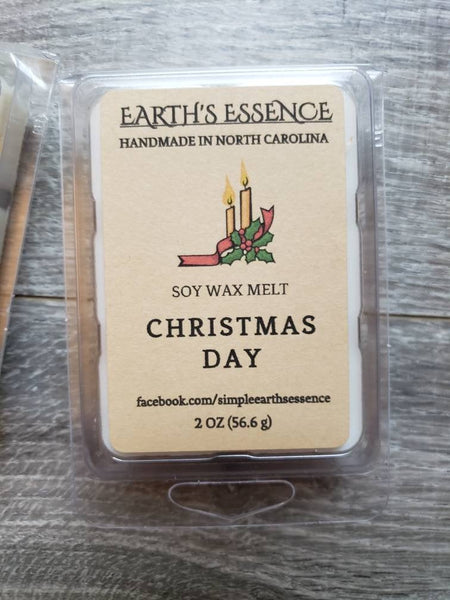 EARTH'S ESSENCE
HANDMADE IN NORTH CAROLINA
SOY WAX MELT
CHRISTMAS
DAY
facebook.com/simpleearthsessence
2 OZ (56.6 g)